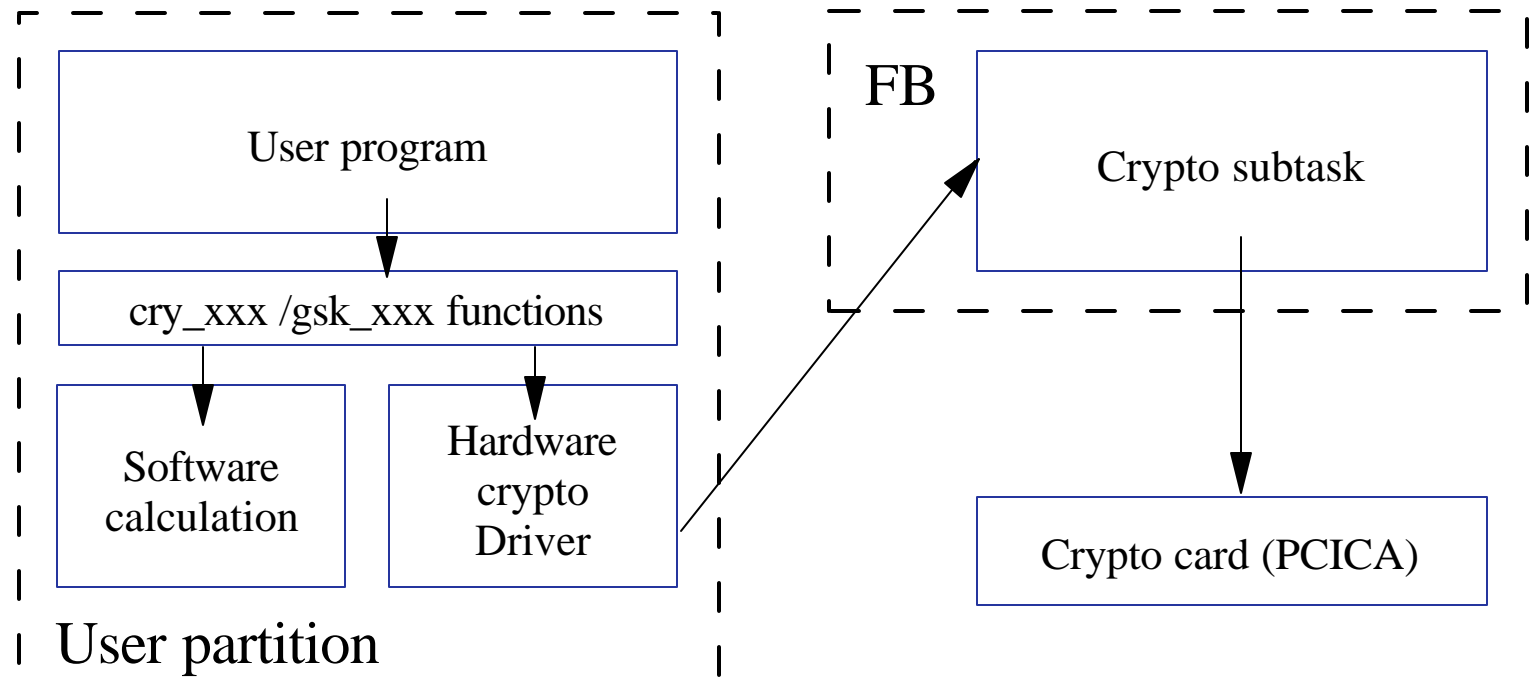 User program
cry_xxx /gsk_xxx functions
Software
calculation
Hardware
crypto
Driver
User partition
FB
Crypto subtask
Crypto card (PCICA)